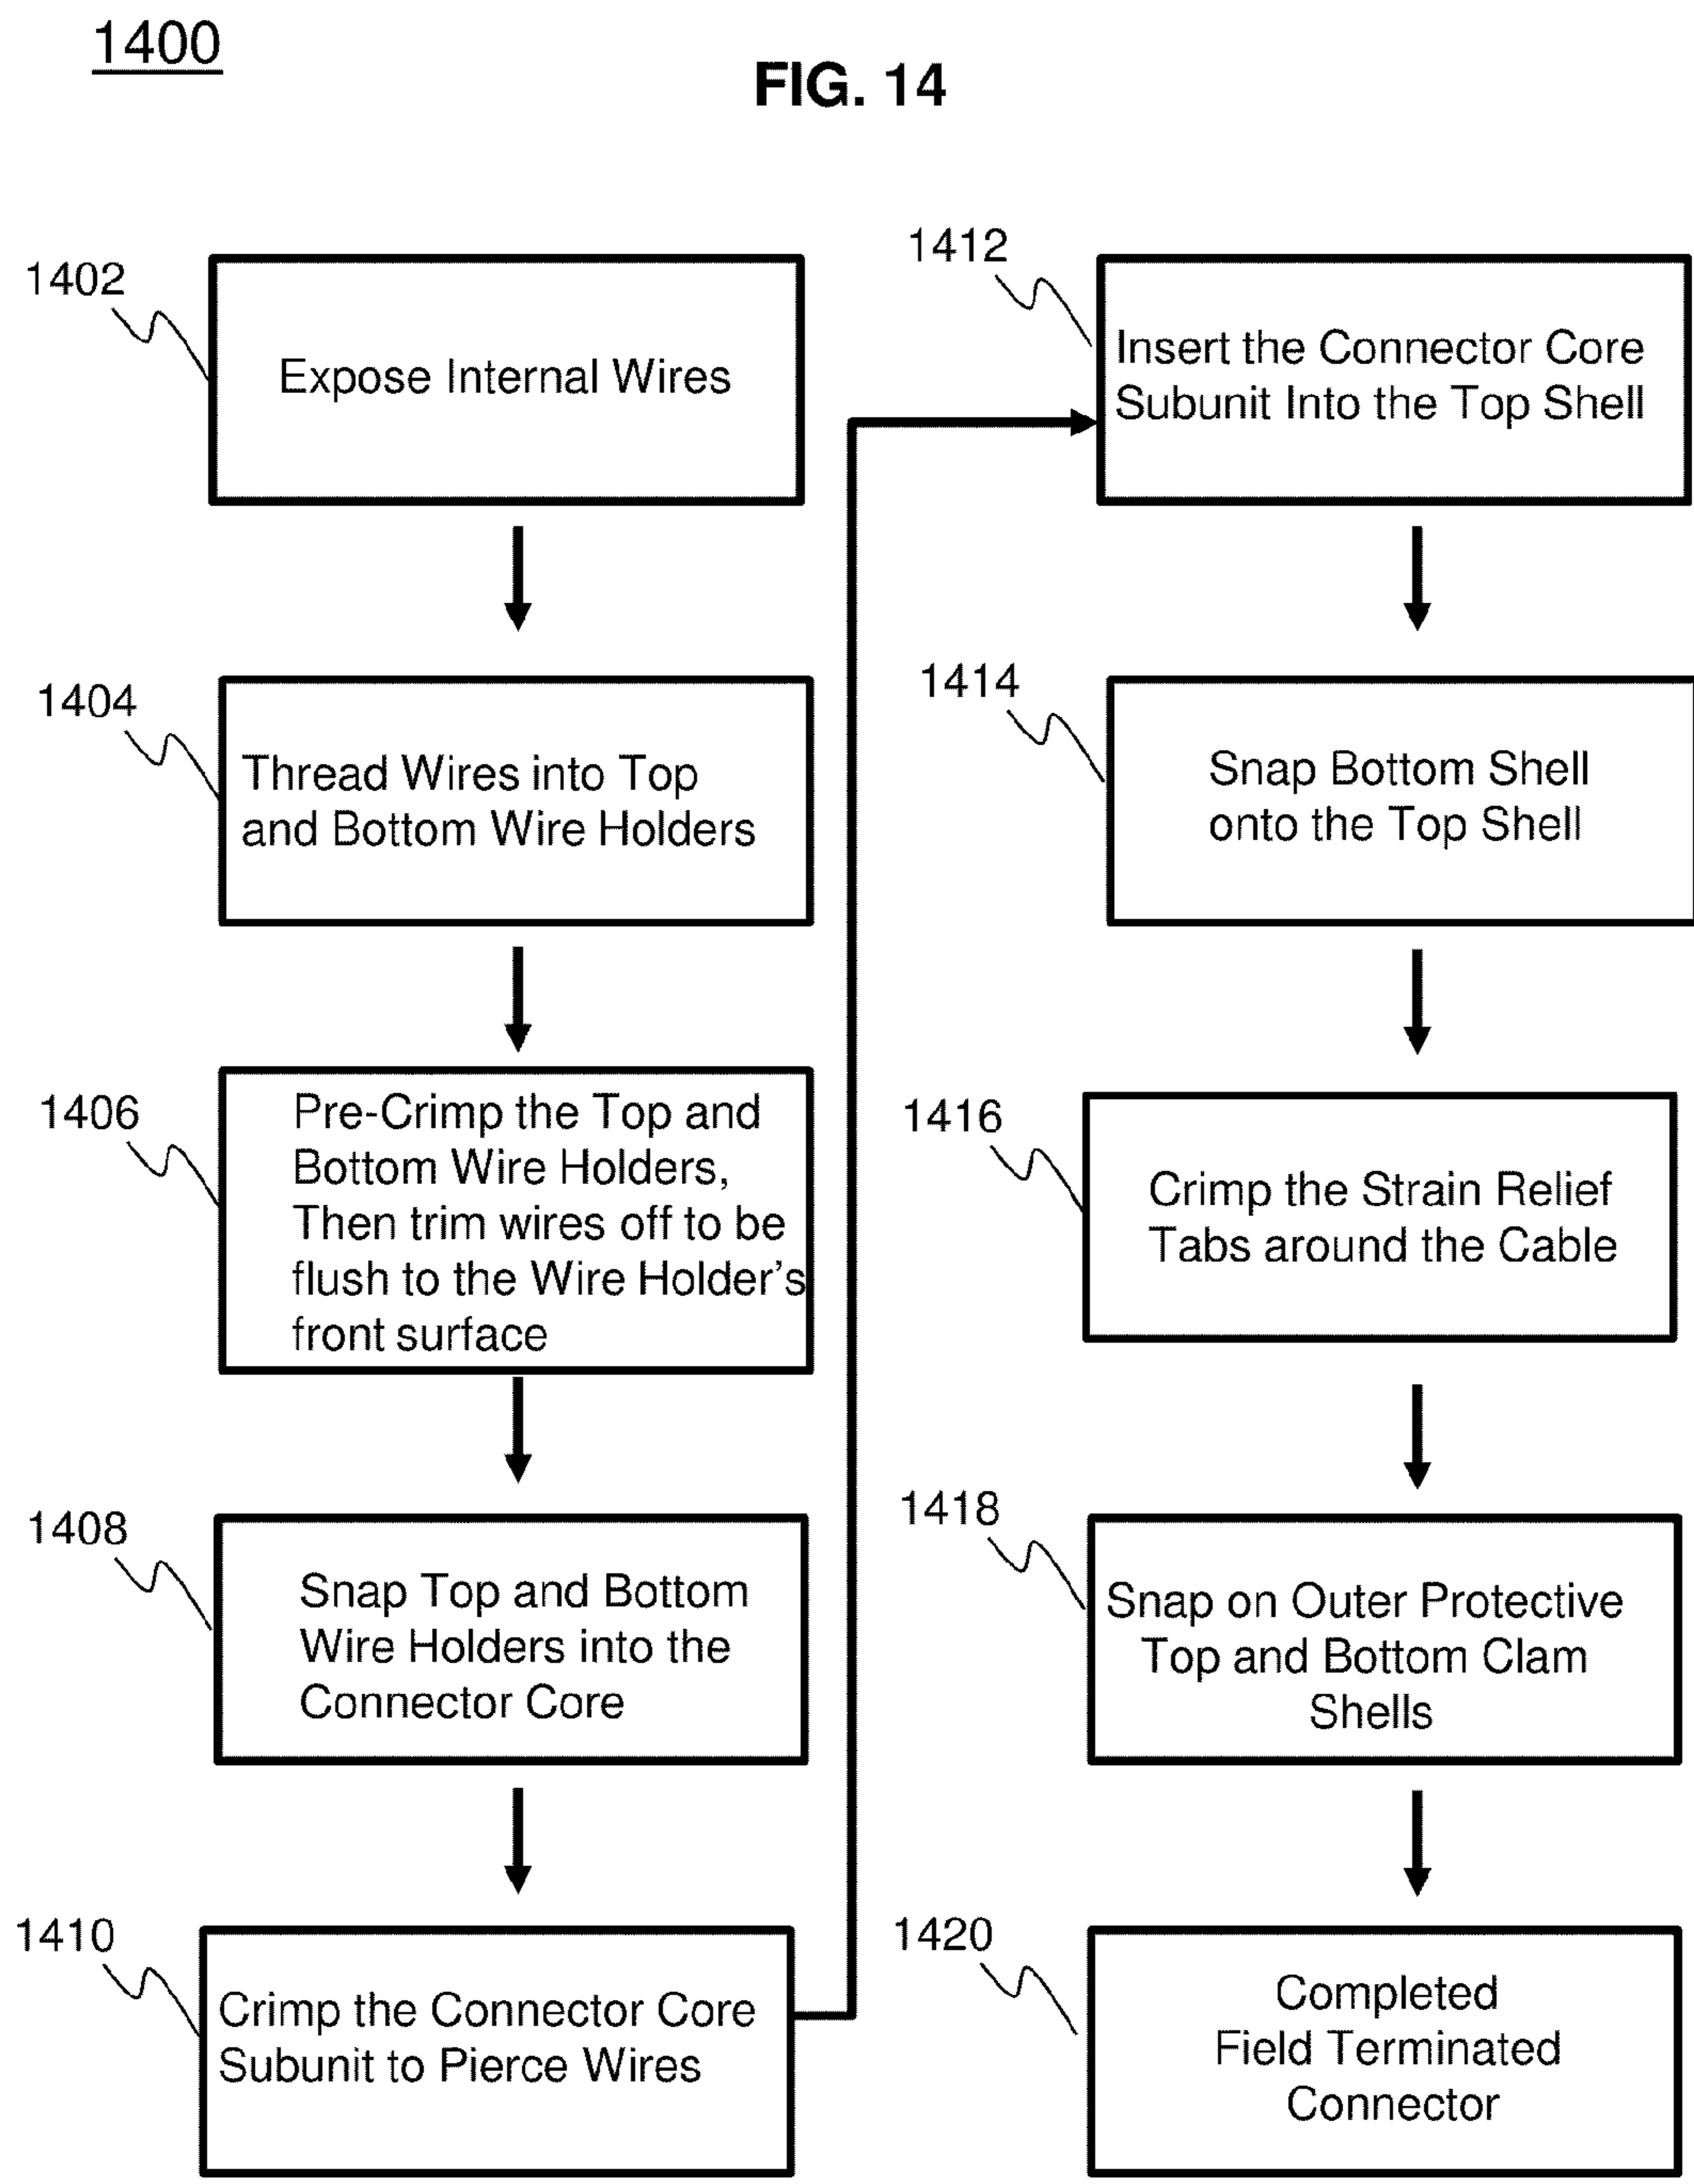 1400
FIG. 14
1402
Expose Internal Wires
1404
Thread Wires into Top
and Bottom Wire Holders
1406
Pre-Crimp the Top and
Bottom Wire Holders,
Then trim wires off to be
flush to the Wire Holder's
front surface
1408
Snap Top and Bottom
Wire Holders into the
Connector Core
1410
Crimp the Connector Core
Subunit to Pierce Wires
1412
Insert the Connector Core
Subunit Into the Top Shell
1414
Snap Bottom Shell
onto the Top Shell
1416
Crimp the Strain Relief
Tabs around the Cable
1418
Snap on Outer Protective
Top and Bottom Clam
Shells
1420
Completed
Field Terminated
Connector